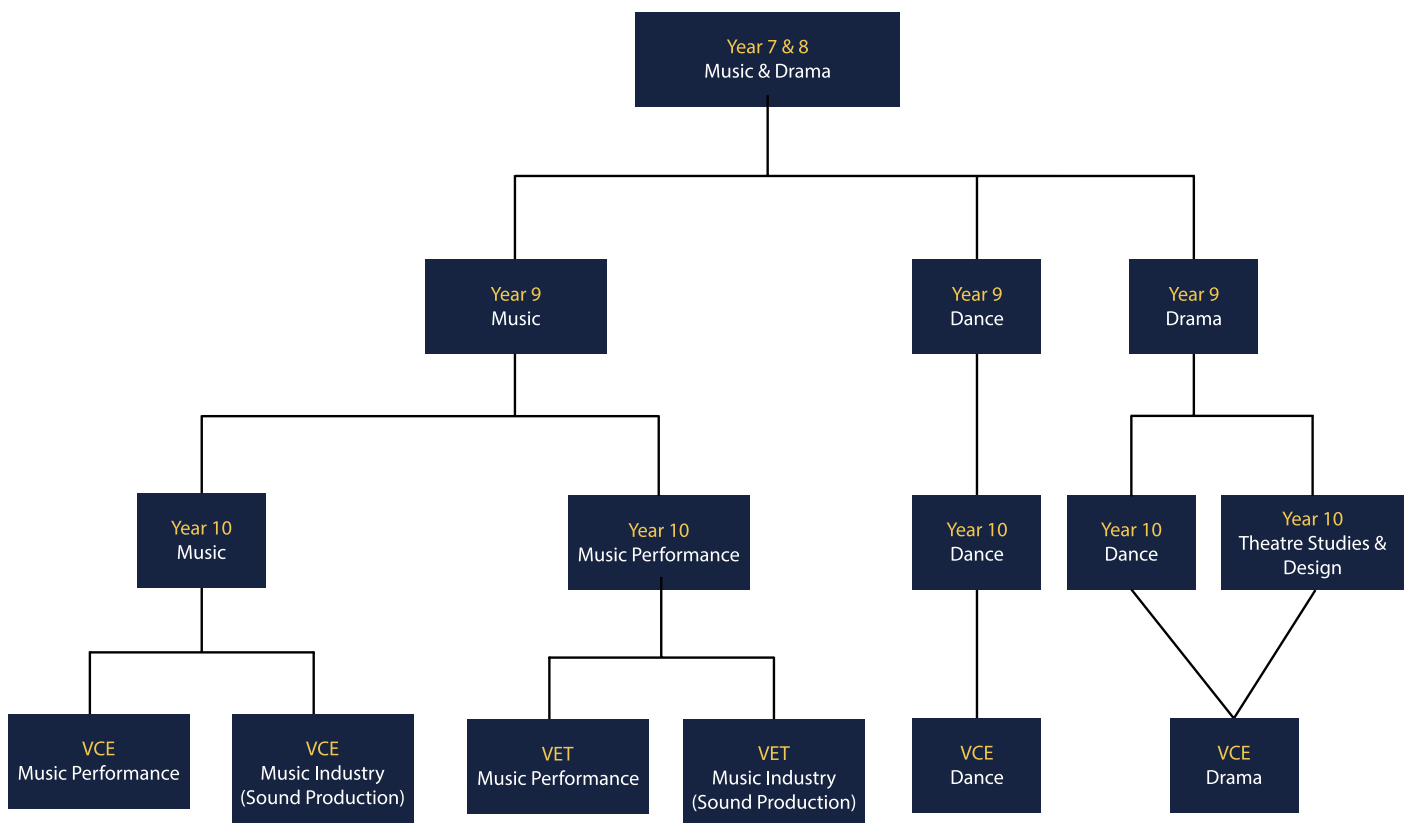 Year 7 & 8
Music & Drama
Year 9
Music
Year 9
Dance
Year 9
Drama
Year 10
Music
Year 10
Music Performance
Year 10
Dance
Year 10
Dance
Year 10
Theatre Studies &
Design
VCE
Music Performance
VCE
Music Industry
(Sound Production)
VET
Music Performance
VET
Music Industry
(Sound Production)
VCE
Dance
VCE
Drama